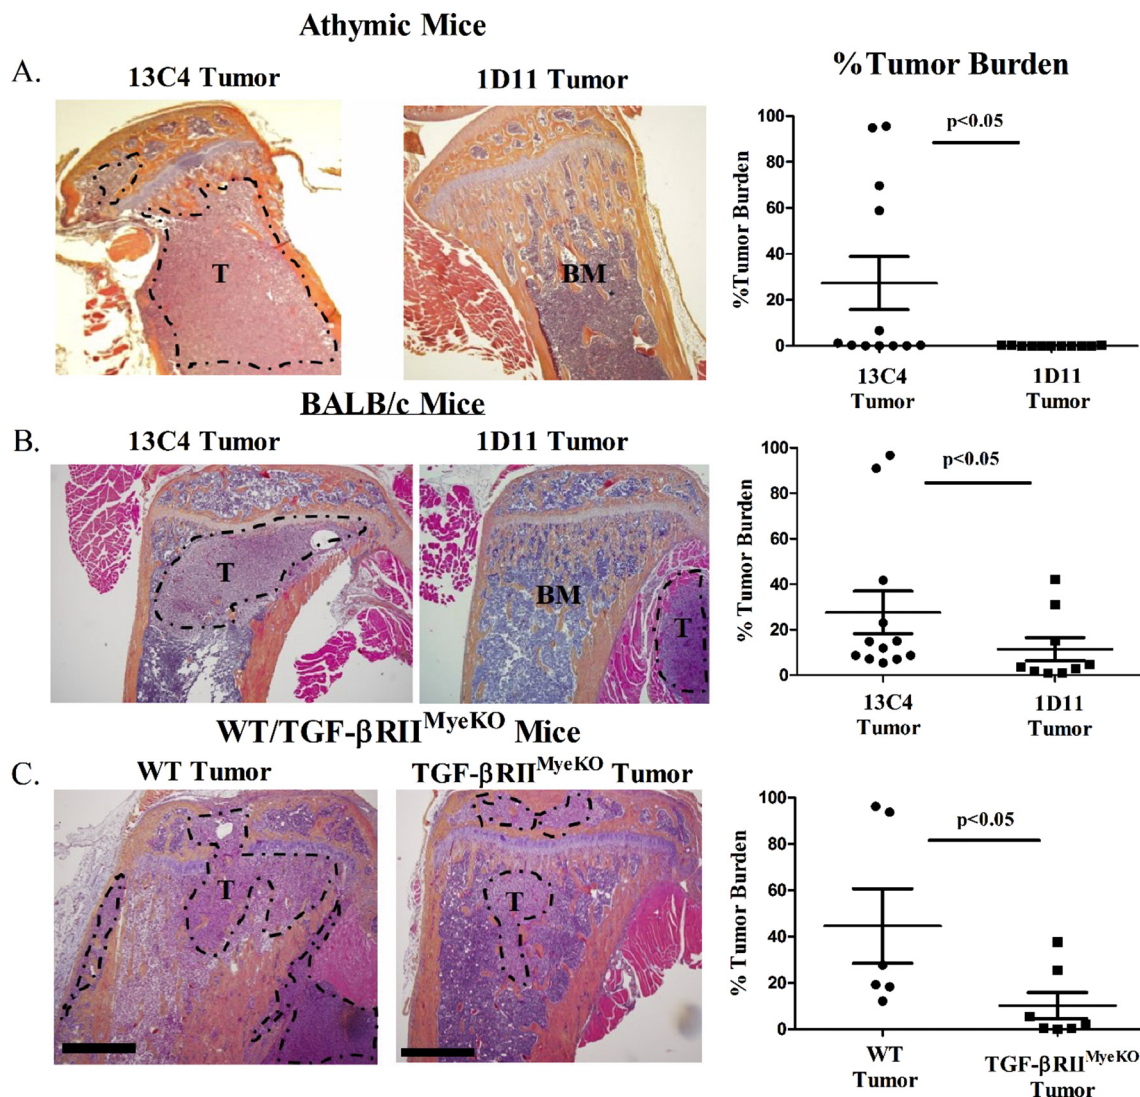 Athymic Mice
A.
13C4 Tumor
1D11 Tumor
%Tumor Burden
T
BM
%Tumor Burden
100
80
60
40
20
0
p<0.05
13C4
Tumor
1D11
Tumor
BALB/c Mice
B.
13C4 Tumor
1D11 Tumor
T
BM
T
% Tumor Burden
100
80
60
40
20
0
p<0.05
13C4
Tumor
1D11
Tumor
WT/TGF-βRII^MyeKO Mice
C.
WT Tumor
TGF-βRII^MyeKO Tumor
T
T
% Tumor Burden
100
80
60
40
20
0
p<0.05
WT
Tumor
TGF-βRII^MyeKO
Tumor